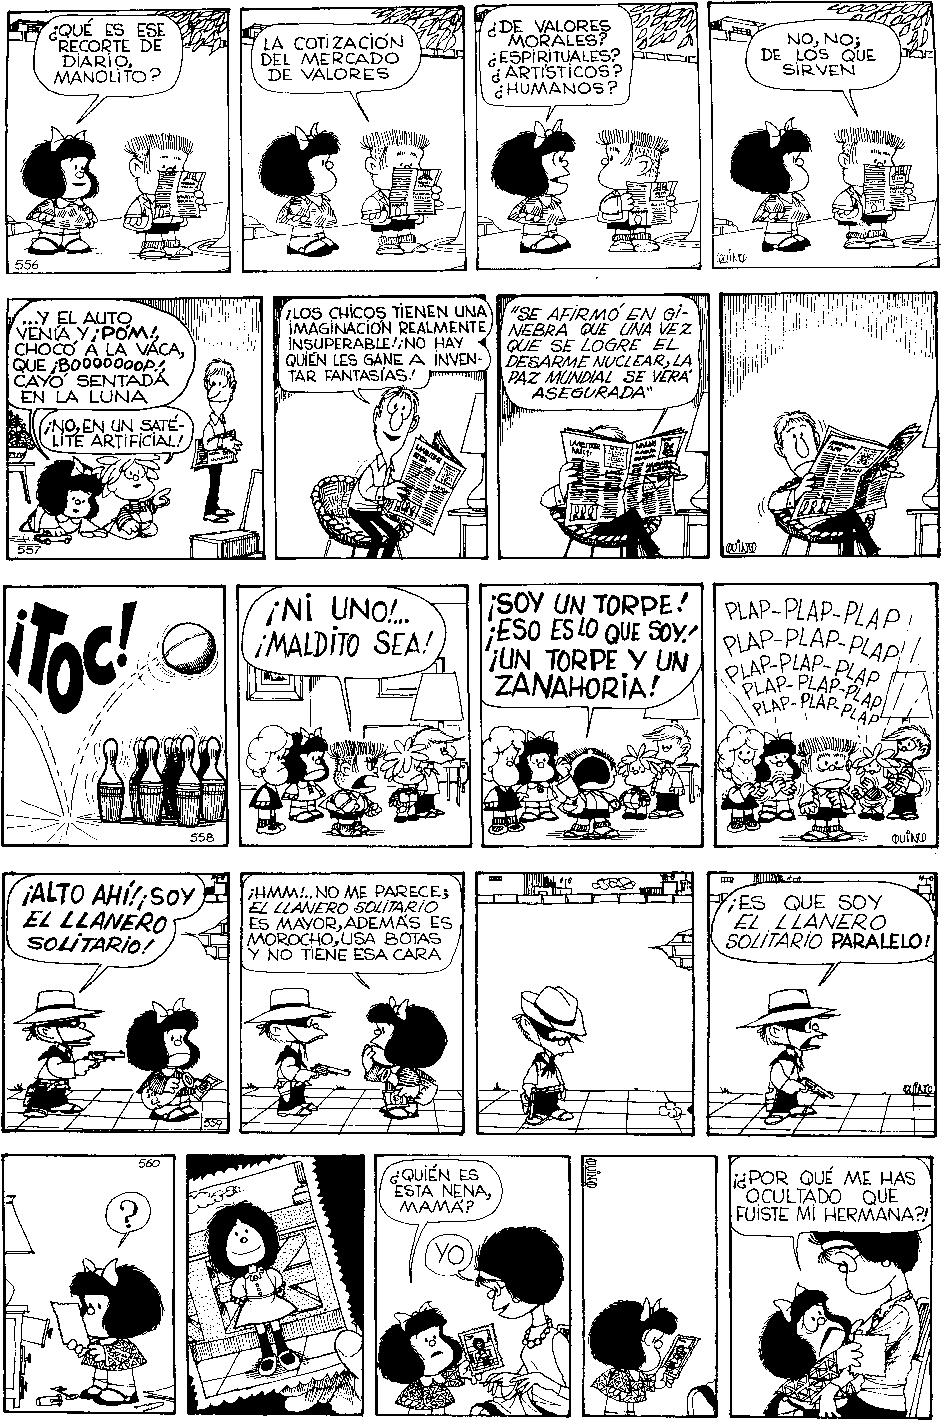 ¿QUÉ ES ESE
RECORTE DE
DIARIO,
MANOLITO?
556
LA COTIZACIÓN
DEL MERCADO
DE VALORES
¿DE VALORES
MORALES?
¿ESPIRITUALES?
¿ARTÍSTICOS?
¿HUMANOS?
NO, NO;
DE LOS QUE
SIRVEN
QUINO
...Y EL AUTO
VENÍA Y ¡PÓM!,
CHOCÓ A LA VACA,
QUE ¡BOOOOOOOP!
CAYÓ SENTADA
EN LA LUNA
¡NO, EN UN SATÉ-
LITE ARTIFICIAL!
557
¡LOS CHICOS TIENEN UNA
IMAGINACIÓN REALMENTE
INSUPERABLE!¡NO HAY
QUIÉN LES GANE A INVEN-
TAR FANTASÍAS!
"SE AFIRMÓ EN GI-
NEBRA QUE UNA VEZ
QUE SE LOGRE EL
DESARME NUCLEAR, LA
PAZ MUNDIAL SE VERÁ
ASEGURADA"
QUINO
¡TOC!
558
¡NI UNO!...
¡MALDITO SEA!
¡SOY UN TORPE!
¡ESO ES LO QUE SOY!
¡UN TORPE Y UN
ZANAHORIA!
PLAP-PLAP-PLAP
PLAP-PLAP-PLAP
PLAP-PLAP-PLAP
PLAP-PLAP-PLAP
PLAP-PLAP-PLAP
QUINO
¡ALTO AHÍ!¡SOY
EL LLANERO
SOLITARIO!
559
¡HMM!..NO ME PARECE;
EL LLANERO SOLITARIO
ES MAYOR, ADEMÁS ES
MOROCHO, USA BOTAS
Y NO TIENE ESA CARA
¡ES QUE SOY
EL LLANERO
SOLITARIO PARALELO!
QUINO
560
?
¿QUIÉN ES
ESTA NENA,
MAMÁ?
YO
QUINO
¡¿POR QUÉ ME HAS
OCULTADO QUE
FUISTE MI HERMANA?!